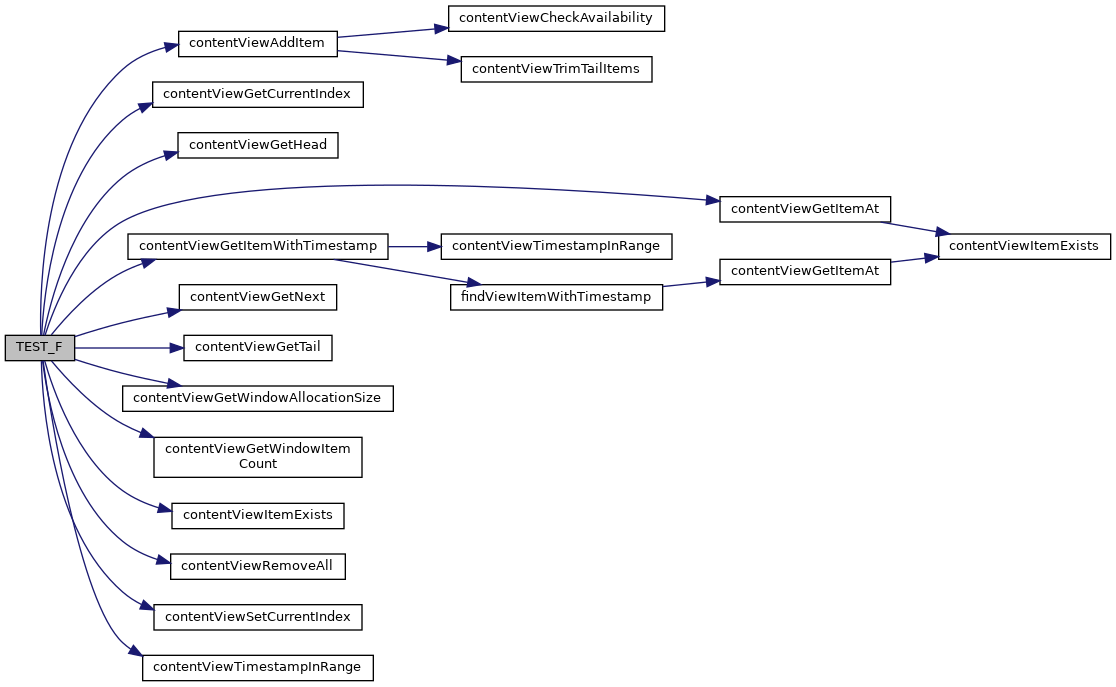 contentViewCheckAvailability
contentViewAddItem
contentViewTrimTailItems
contentViewGetCurrentIndex
contentViewGetHead
contentViewGetItemAt
contentViewGetItemWithTimestamp
contentViewTimestampInRange
contentViewItemExists
contentViewGetItemAt
contentViewGetNext
findViewItemWithTimestamp
TEST_F
contentViewGetTail
contentViewGetWindowAllocationSize
contentViewGetWindowItem
Count
contentViewItemExists
contentViewRemoveAll
contentViewSetCurrentIndex
contentViewTimestampInRange